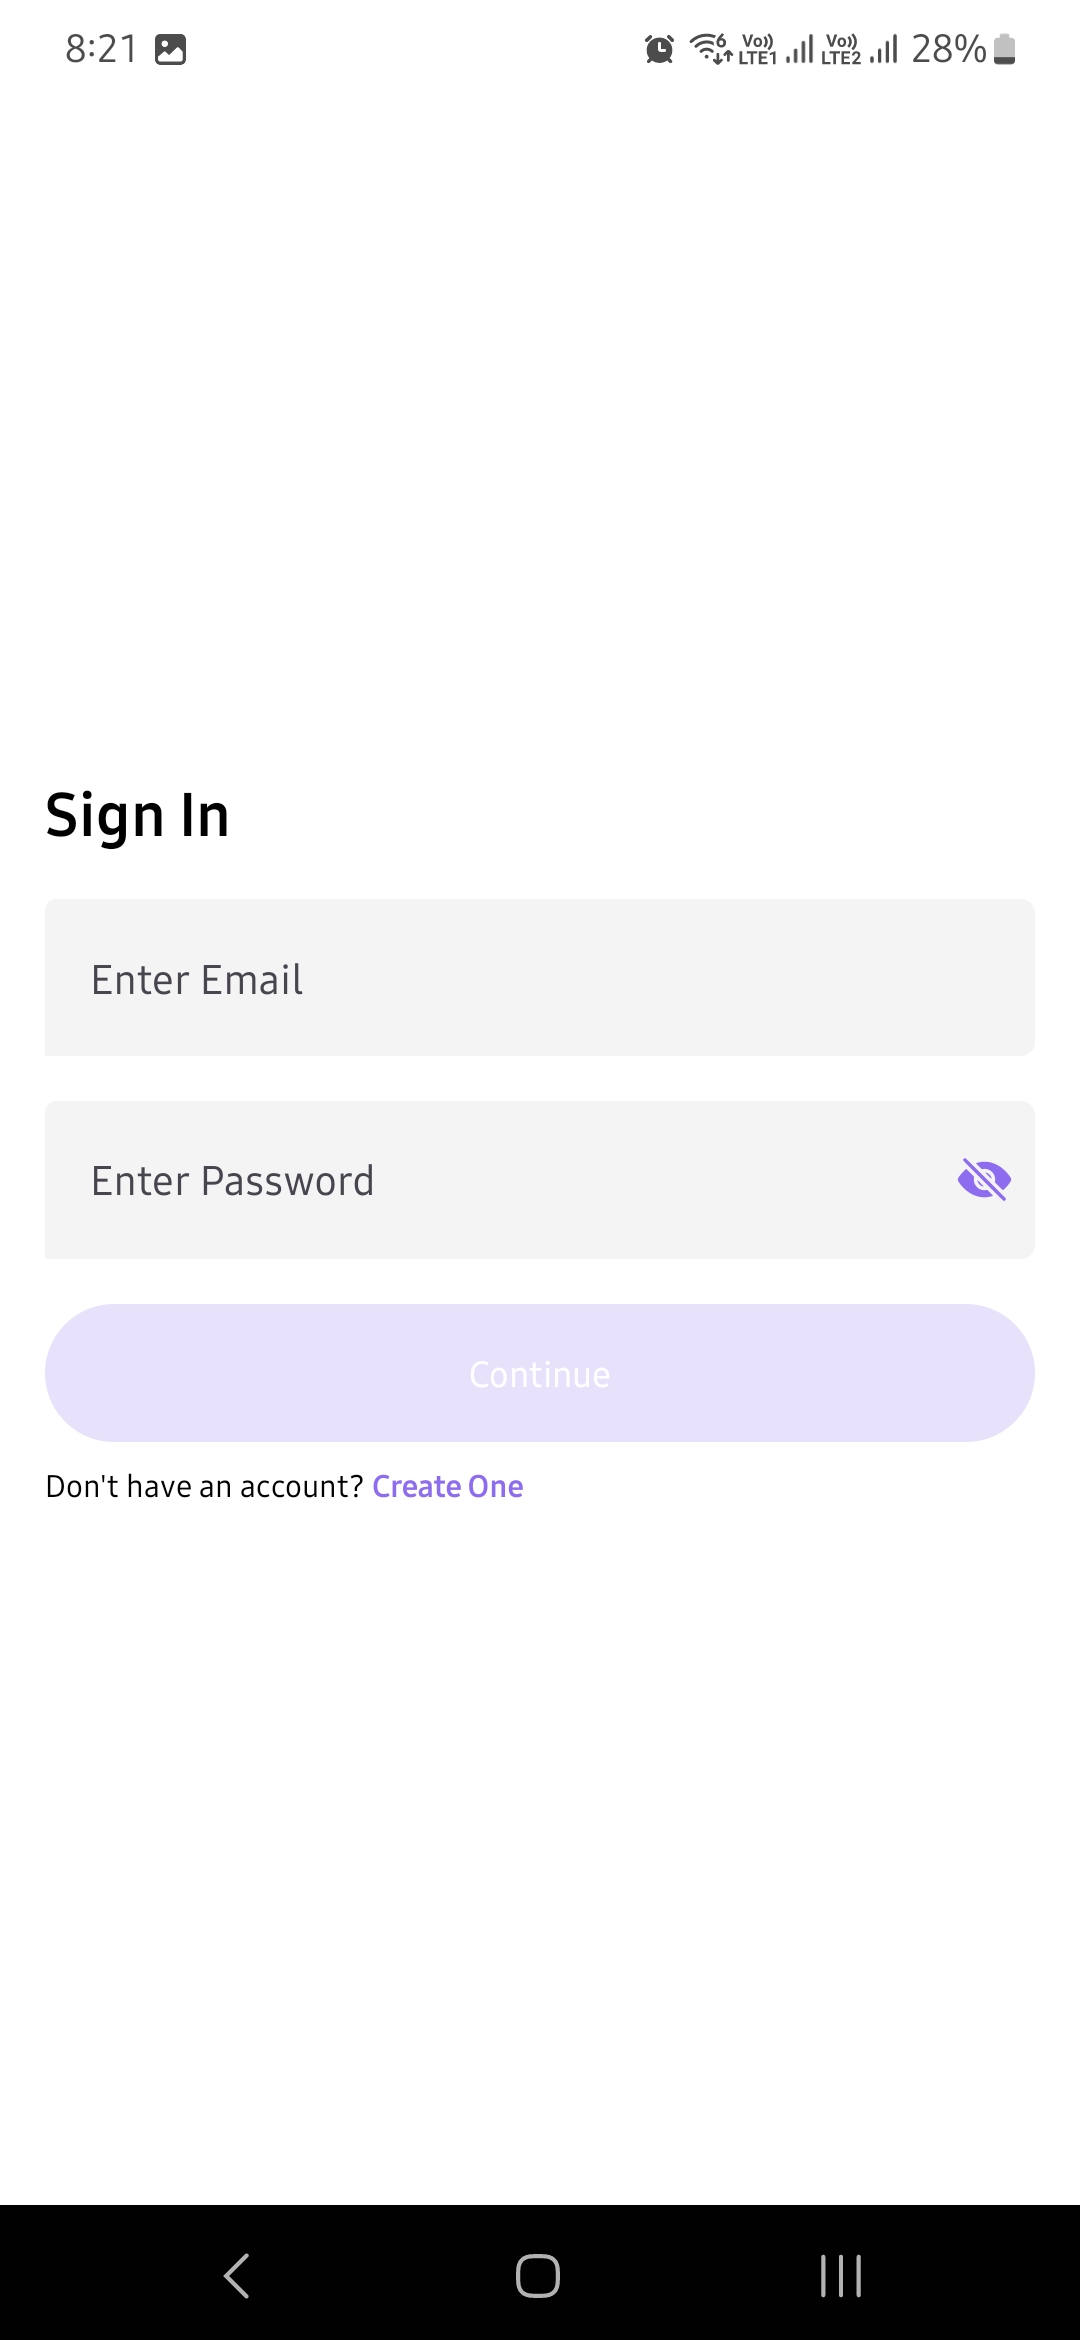 8:21 6 Vo)) LTE1 Vo)) LTE2 28%
Sign In
Enter Email
Enter Password
Continue
Don't have an account? Create One